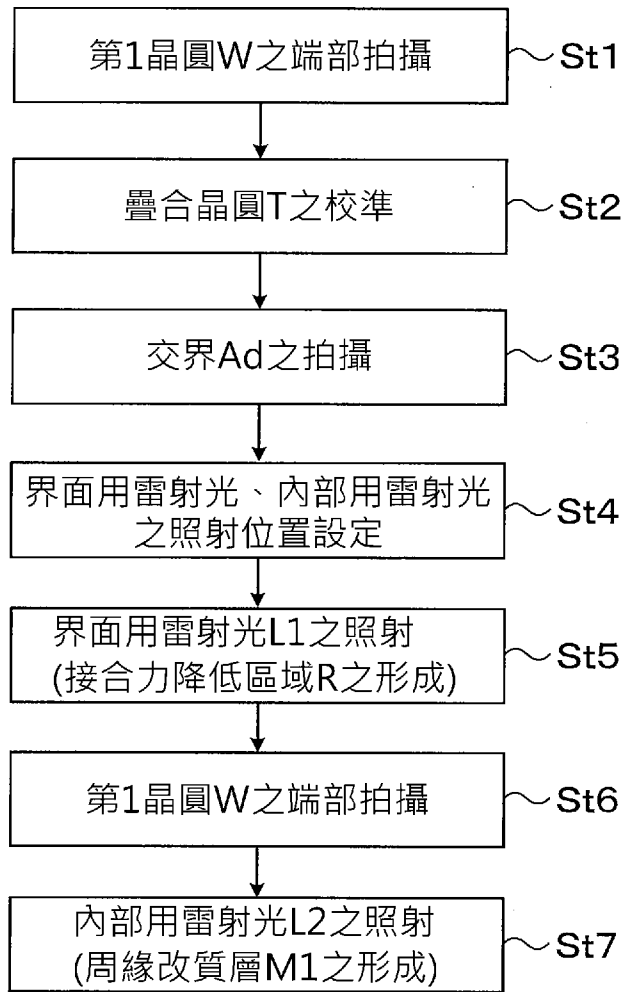 第1晶圓W之端部拍攝
St1
疊合晶圓T之校準
St2
交界Ad之拍攝
St3
界面用雷射光、內部用雷射光
之照射位置設定
St4
界面用雷射光L1之照射
(接合力降低區域R之形成)
St5
第1晶圓W之端部拍攝
St6
內部用雷射光L2之照射
(周緣改質層M1之形成)
St7